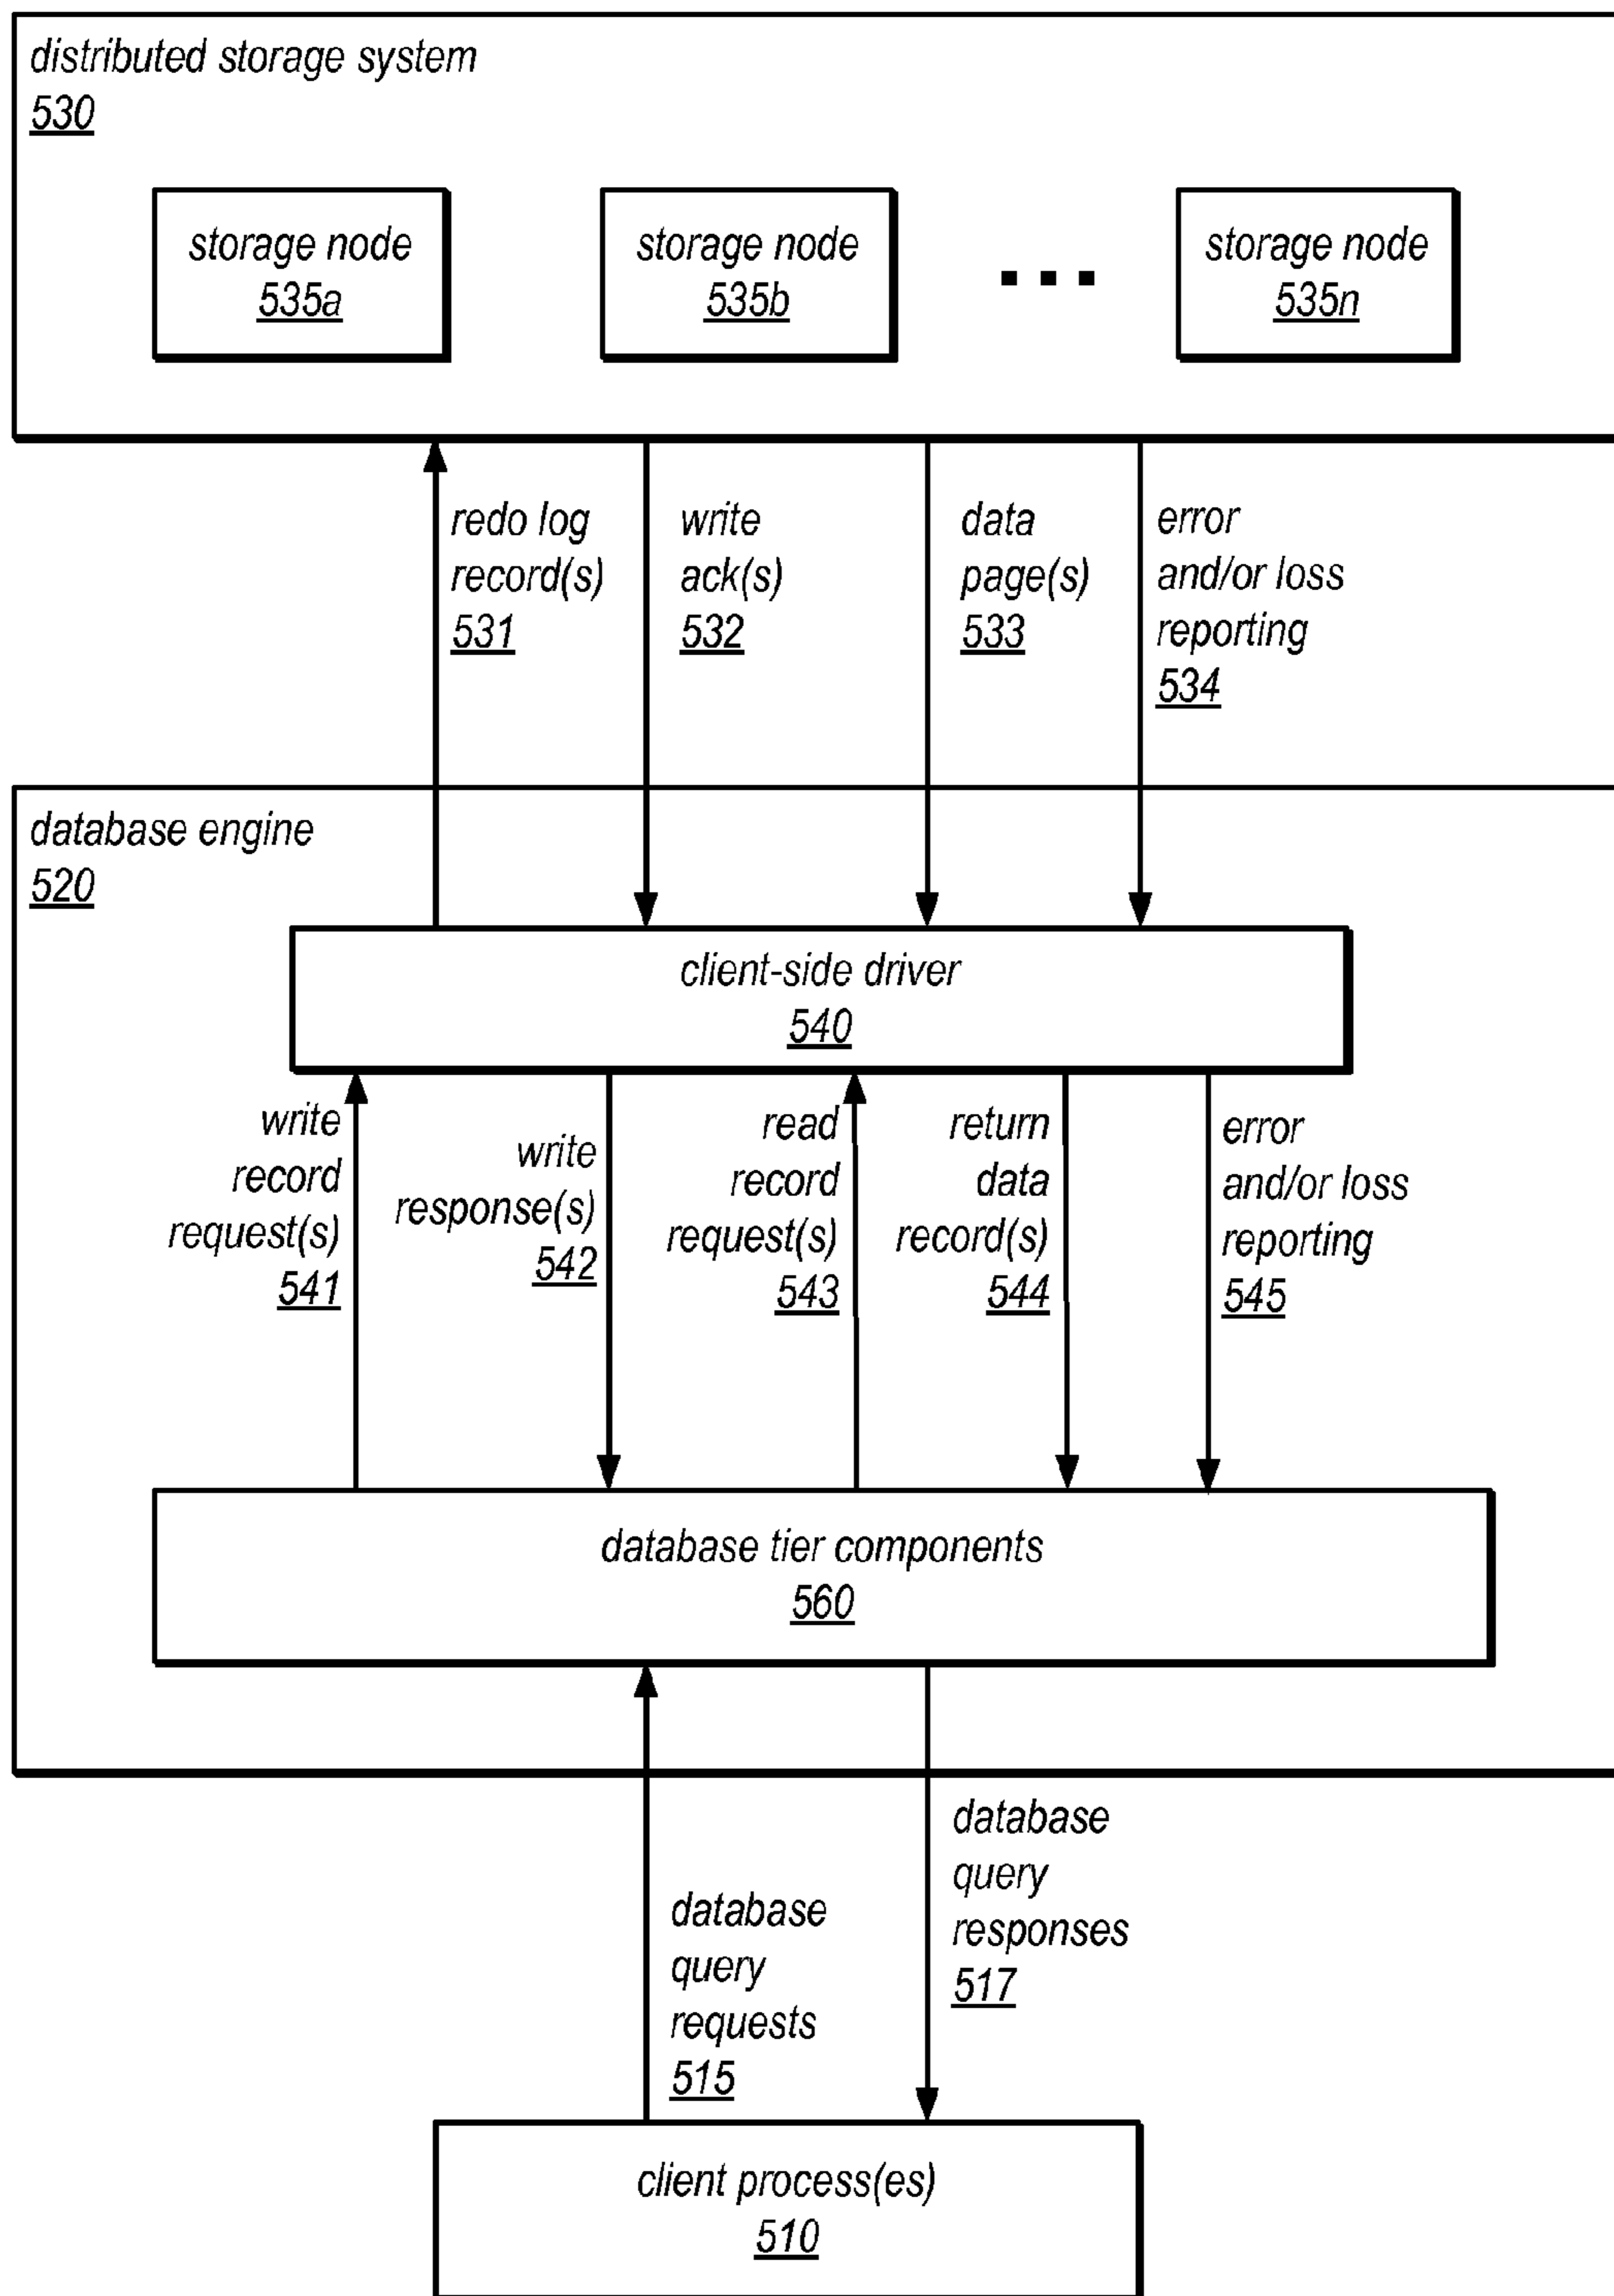 distributed storage system
530
storage node
535a
storage node
535b
storage node
535n
redo log
record(s)
531
write
ack(s)
532
data
page(s)
533
error
and/or loss
reporting
534
database engine
520
client-side driver
540
write
record
request(s)
541
write
response(s)
542
read
record
request(s)
543
return
data
record(s)
544
error
and/or loss
reporting
545
database tier components
560
database
query
requests
515
database
query
responses
517
client process(es)
510